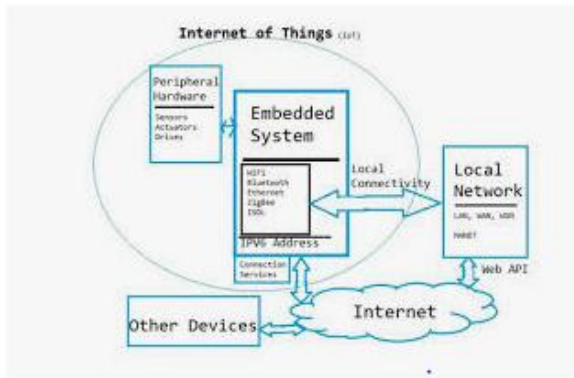 Internet of Things (IoT)
Peripheral
Hardware
Sensors
Actuators
Drives
Embedded
System
WIFI
Bluetooth
Ethernet
ZigBee
IPV6 Address
Connection
Services
Local
Connectivity
Local
Network
LAN, WAN,
MANET
Web API
Internet
Other Devices